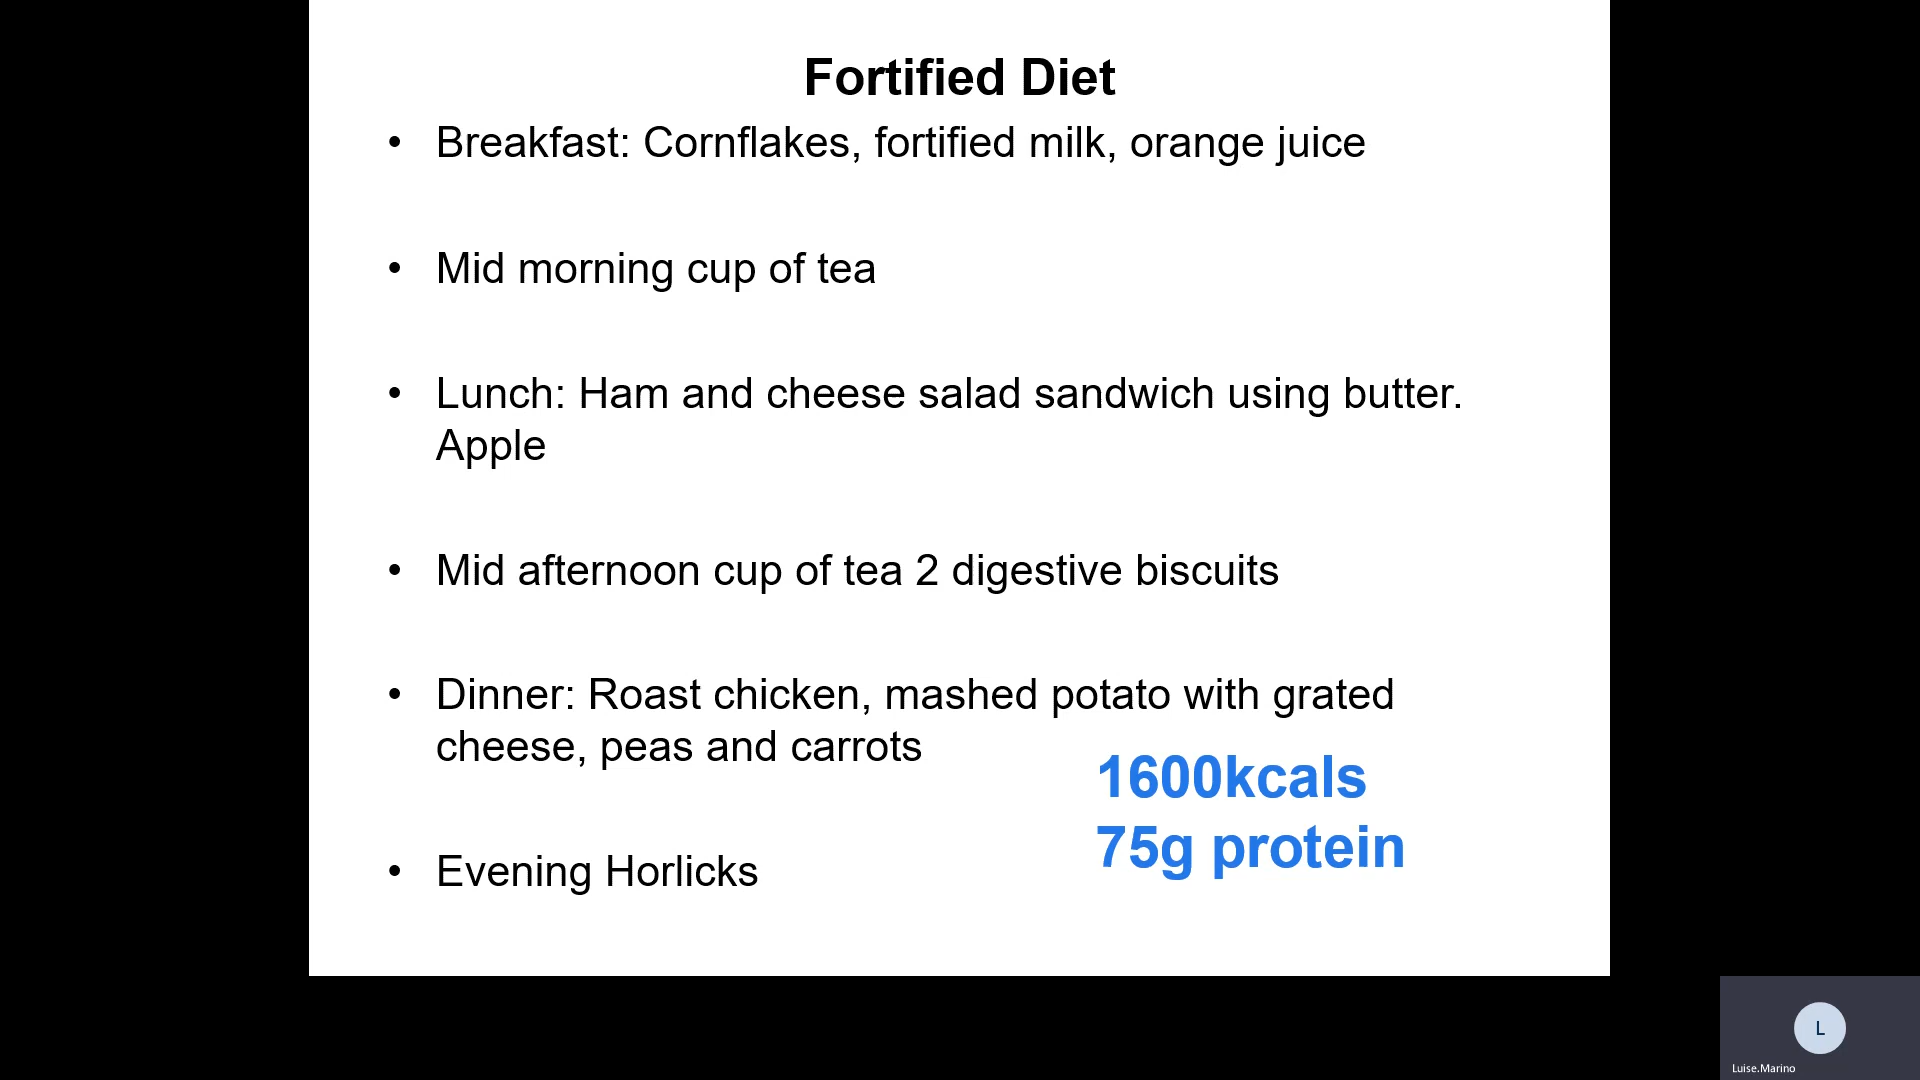 Fortified Diet
• Breakfast: Cornflakes, fortified milk, orange juice
• Mid morning cup of tea
• Lunch: Ham and cheese salad sandwich using butter.
Apple
• Mid afternoon cup of tea 2 digestive biscuits
• Dinner: Roast chicken, mashed potato with grated
cheese, peas and carrots
1600kcals
75g protein
• Evening Horlicks
L
Luise.Marino